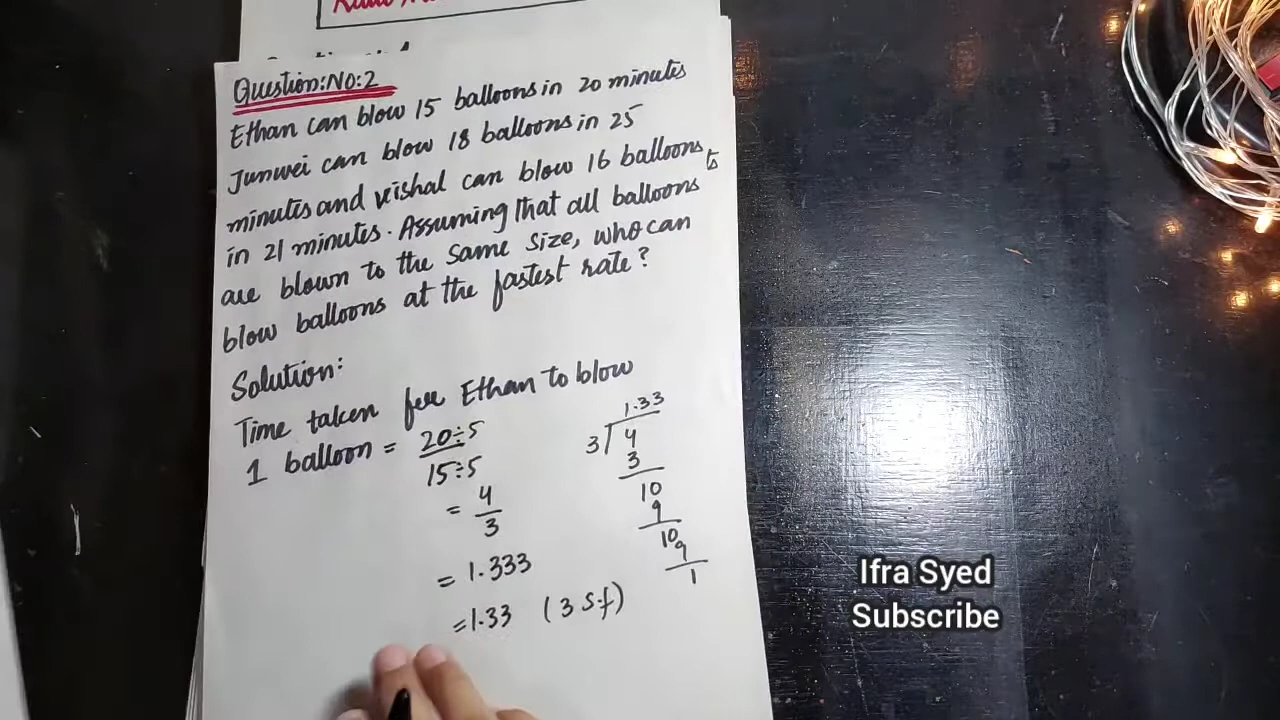 Question:No:2
Ethan can blow 15 balloons in 20 minutes
Junwei can blow 18 balloons in 25
minutes and vishal can blow 16 balloons
in 21 minutes. Assuming that all balloons to
are blown to the same size, who can
blow balloons at the fastest rate?
Solution:
Time taken for Ethan to blow
1 balloon = 20÷5
15÷5
= 4
3
= 1.333
= 1.33 (3 s.f)
1.33
3 4
3
10
9
10
9
1
Ifra Syed
Subscribe